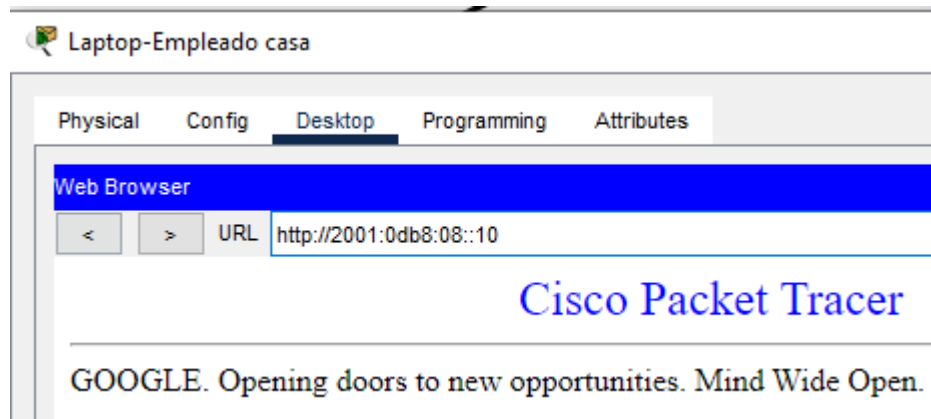 Laptop-Empleado casa
Physical Config Desktop Programming Attributes
Web Browser
< > URL http://2001:0db8:08::10
Cisco Packet Tracer
GOOGLE. Opening doors to new opportunities. Mind Wide Open.